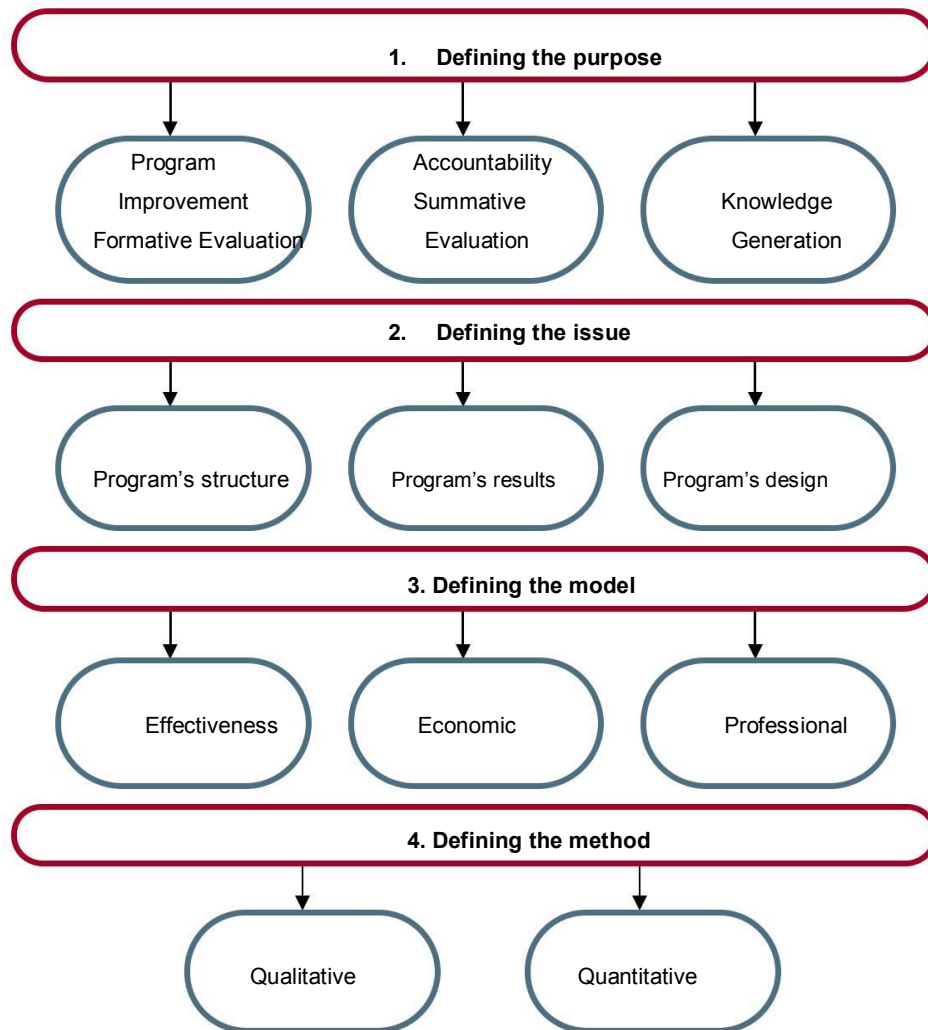 1. Defining the purpose
Program
Improvement
Formative Evaluation
Accountability
Summative
Evaluation
Knowledge
Generation
2. Defining the issue
Program’s structure
Program’s results
Program’s design
3. Defining the model
Effectiveness
Economic
Professional
4. Defining the method
Qualitative
Quantitative